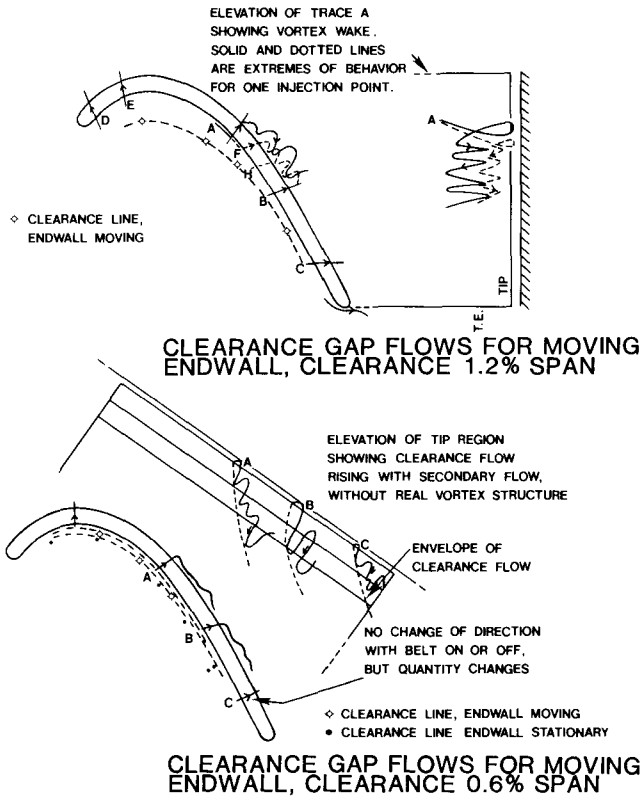 ELEVATION OF TRACE A
SHOWING VORTEX WAKE.
SOLID AND DOTTED LINES
ARE EXTREMES OF BEHAVIOR
FOR ONE INJECTION POINT.
D
E
A
F
H
B
C
A
◇ CLEARANCE LINE,
ENDWALL MOVING
TIP
T.E.
CLEARANCE GAP FLOWS FOR MOVING
ENDWALL, CLEARANCE 1.2% SPAN
ELEVATION OF TIP REGION
SHOWING CLEARANCE FLOW
RISING WITH SECONDARY FLOW,
WITHOUT REAL VORTEX STRUCTURE
A
B
C
ENVELOPE OF
CLEARANCE FLOW
A
B
C
NO CHANGE OF DIRECTION
WITH BELT ON OR OFF,
BUT QUANTITY CHANGES
◇ CLEARANCE LINE, ENDWALL MOVING
• CLEARANCE LINE ENDWALL STATIONARY
CLEARANCE GAP FLOWS FOR MOVING
ENDWALL, CLEARANCE 0.6% SPAN